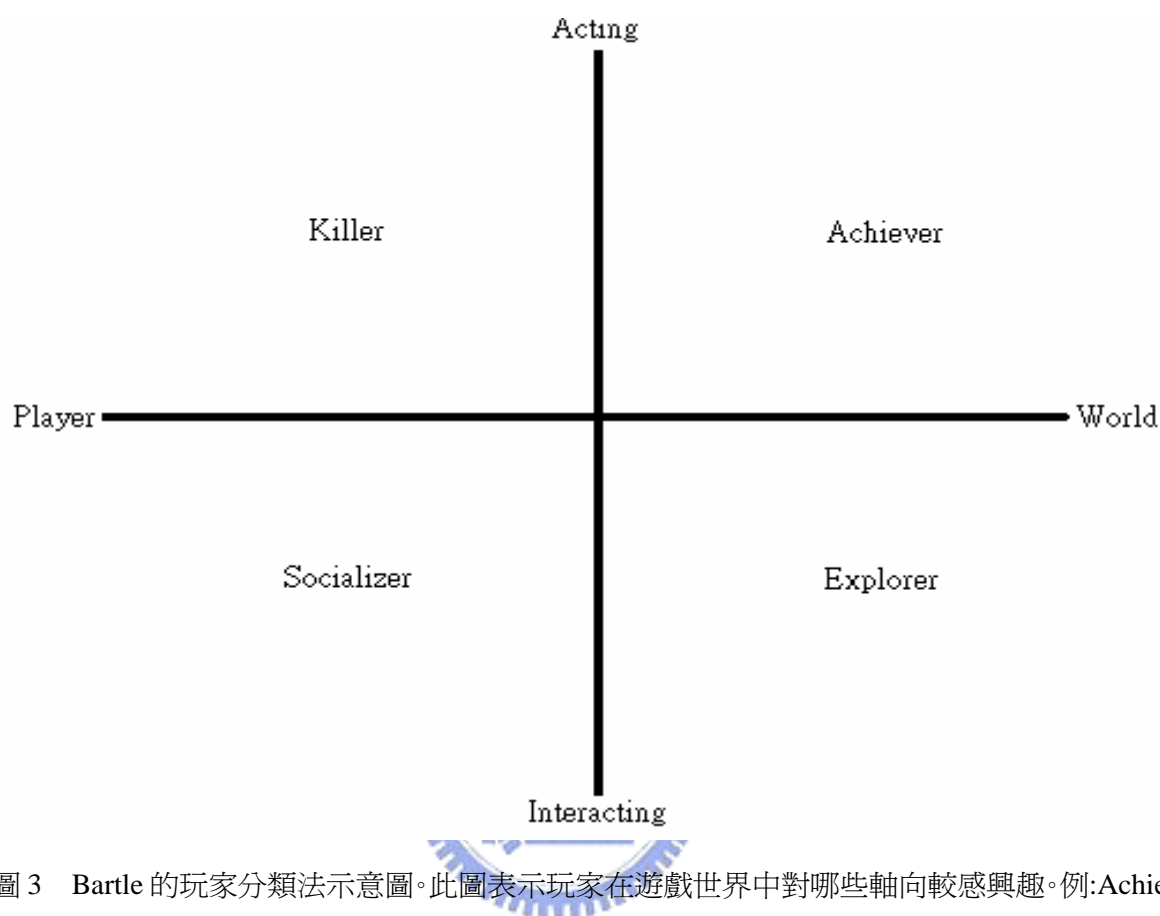 Acting
Killer Achiever
Player World
Socializer Explorer
Interacting
圖 3 Bartle 的玩家分類法示意圖。此圖表示玩家在遊戲世界中對哪些軸向較感興趣。例:Achie